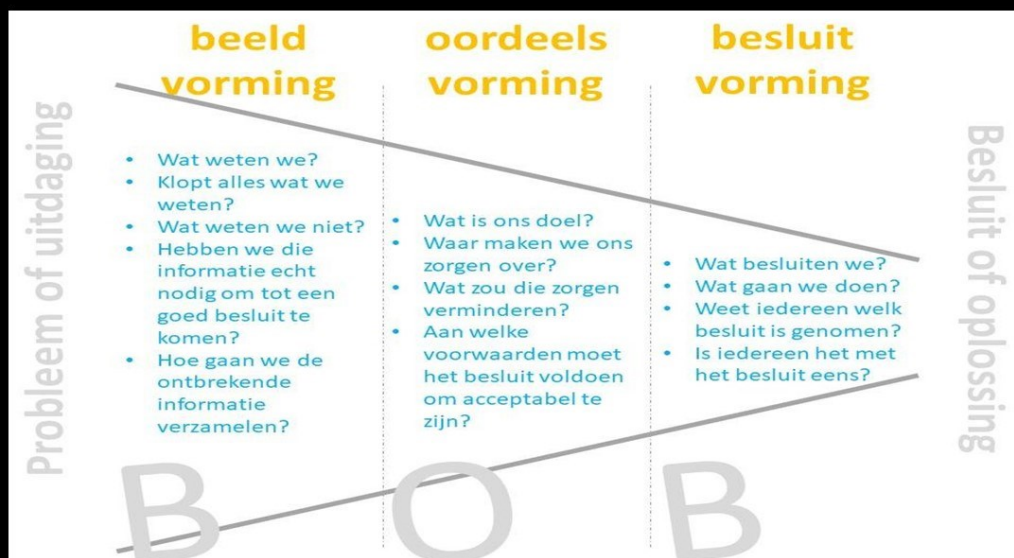 Probleem of uitdaging
beeld
vorming
• Wat weten we?
• Klopt alles wat we
weten?
• Wat weten we niet?
• Hebben we die
informatie echt
nodig om tot een
goed besluit te
komen?
• Hoe gaan we de
ontbrekende
informatie
verzamelen?
B
oordeels
vorming
• Wat is ons doel?
• Waar maken we ons
zorgen over?
• Wat zou die zorgen
verminderen?
• Aan welke
voorwaarden moet
het besluit voldoen
om acceptabel te
zijn?
O
besluit
vorming
• Wat besluiten we?
• Wat gaan we doen?
• Weet iedereen welk
besluit is genomen?
• Is iedereen het met
het besluit eens?
B
Besluit of oplossing